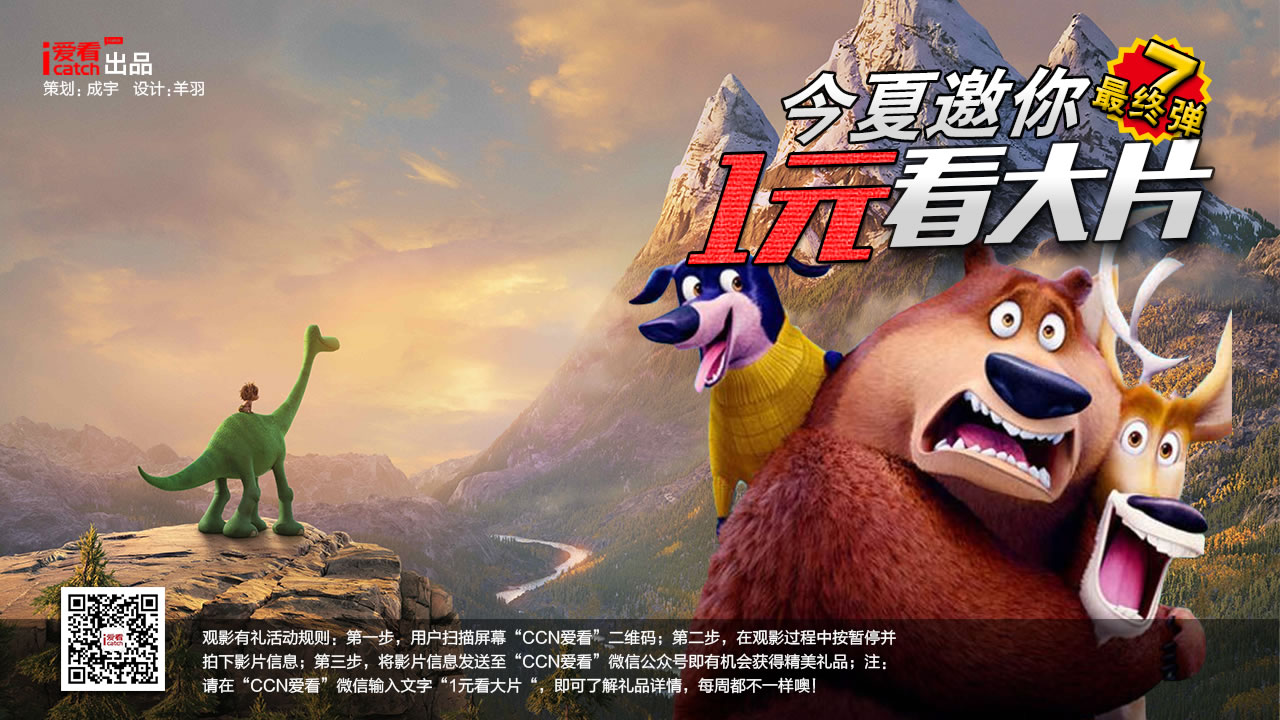 i爱看
catch 出品
策划：成宇 设计：羊羽
今夏邀你
1元看大片
7
最终弹
i爱看
catch
观影有礼活动规则：第一步，用户扫描屏幕“CCN爱看”二维码；第二步，在观影过程中按暂停并
拍下影片信息；第三步，将影片信息发送至“CCN爱看”微信公众号即有机会获得精美礼品；注：
请在“CCN爱看”微信输入文字“1元看大片“，即可了解礼品详情，每周都不一样噢！